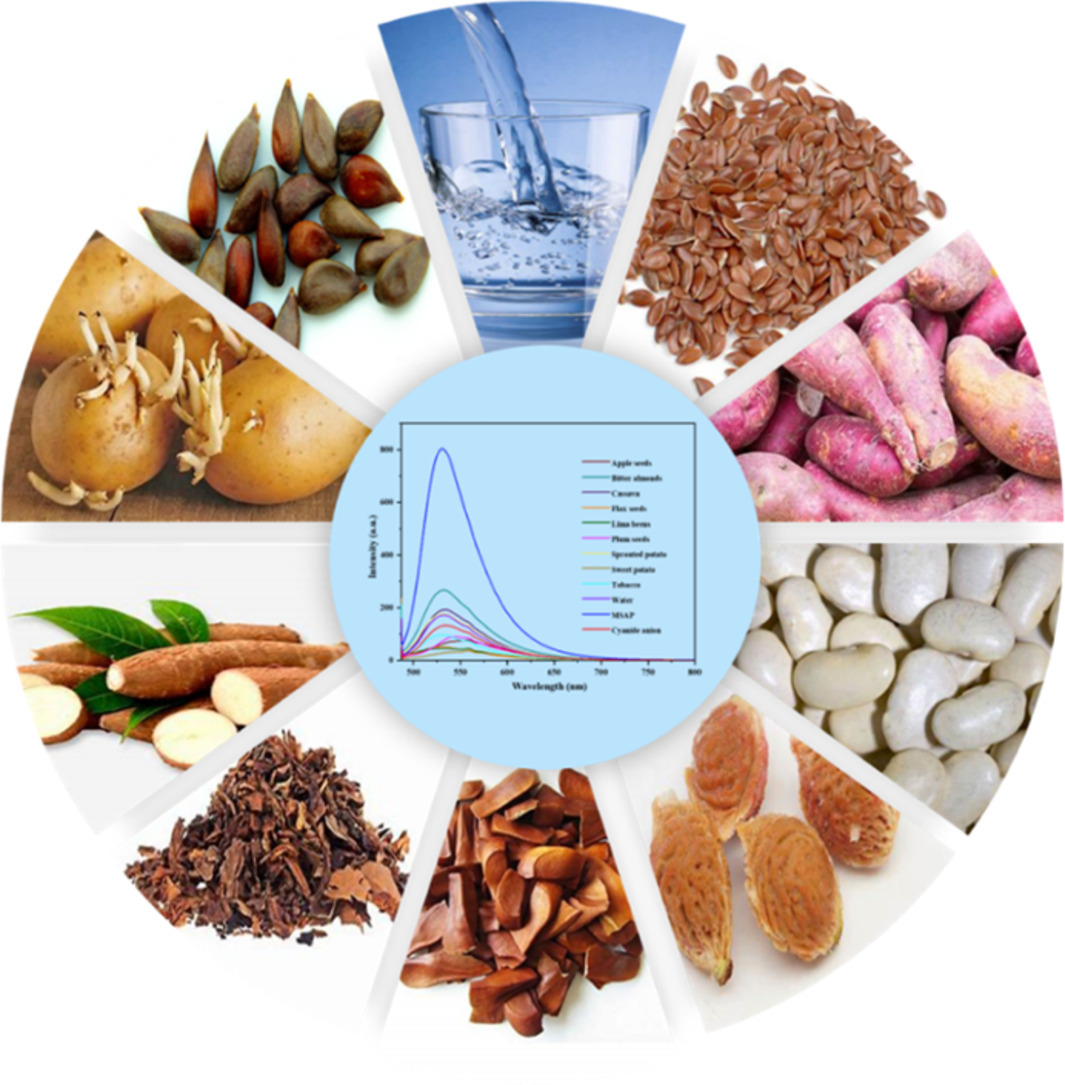 800
600
400
200
0
Intensity (a.u.)
500
550
600
650
700
750
800
Wavelength (nm)
Apple seeds
Bitter almonds
Cassava
Flax seeds
Lima beans
Plum seeds
Sprouted potato
Sweet potato
Tobacco
Water
MSAP
Cyanide anion